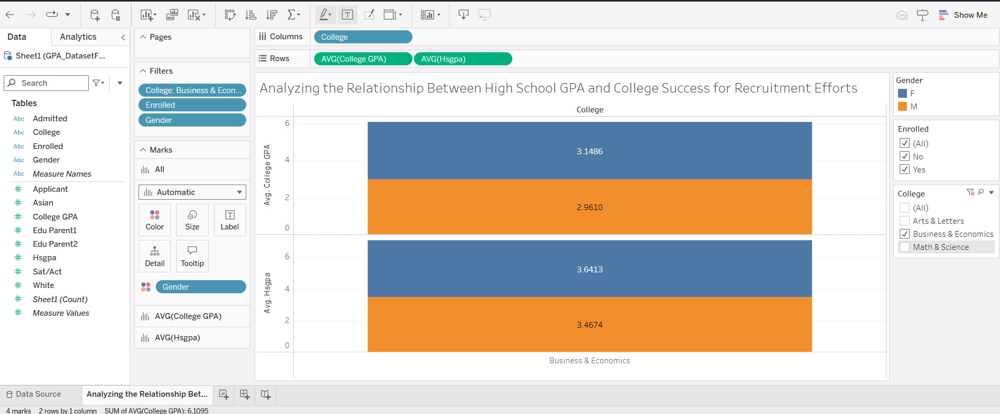 Show Me
Data
Analytics
Sheet1 (GPA_DatasetF...
Search
Tables
Abc Admitted
Abc College
Abc Enrolled
Abc Gender
Abc Measure Names
# Applicant
# Asian
# College GPA
# Edu Parent1
# Edu Parent2
# Hsgpa
# Sat/Act
# White
# Sheet1 (Count)
# Measure Values
Pages
Filters
College: Business & Econ...
Enrolled
Gender
Marks
All
Automatic
Color Size Label
Detail Tooltip
Gender
AVG(College GPA)
AVG(Hsgpa)
Columns College
Rows AVG(College GPA) AVG(Hsgpa)
Analyzing the Relationship Between High School GPA and College Success for Recruitment Efforts
College
Avg. College GPA
6
4
2
0
3.1486
2.9610
Avg. Hsgpa
6
4
2
0
3.6413
3.4674
Business & Economics
Gender
F
M
Enrolled
(All)
No
Yes
College
(All)
Arts & Letters
Business & Economics
Math & Science
Data Source
Analyzing the Relationship Bet...
4 marks 2 rows by 1 column SUM of AVG(College GPA): 6.1095